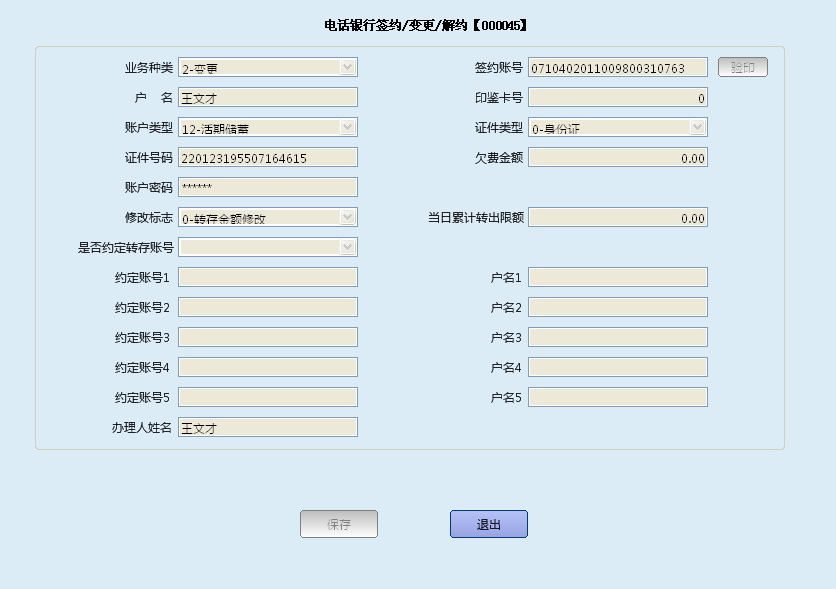 电话银行签约/变更/解约【000045】
业务种类 2-变更 签约账号 0710402011009800310763 验印
户 名 王文才 印鉴卡号 0
账户类型 12-活期储蓄 证件类型 0-身份证
证件号码 220123195507164615 欠费金额 0.00
账户密码 ******
修改标志 0-转存金额修改 当日累计转出限额 0.00
是否约定转存账号
约定账号1 户名1
约定账号2 户名2
约定账号3 户名3
约定账号4 户名4
约定账号5 户名5
办理人姓名 王文才
保存 退出